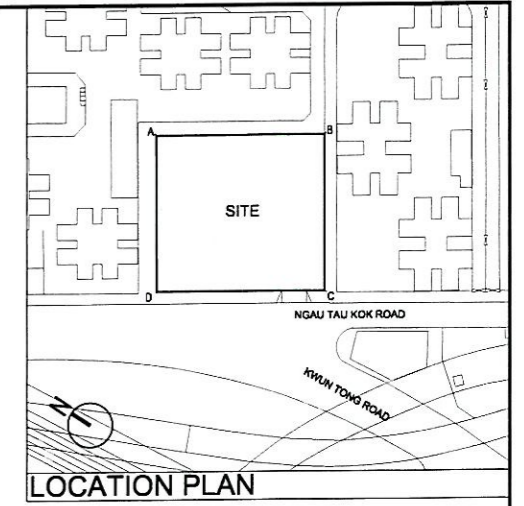 A
B
SITE
D
C
NGAU TAU KOK ROAD
KWUN TONG ROAD
N
LOCATION PLAN